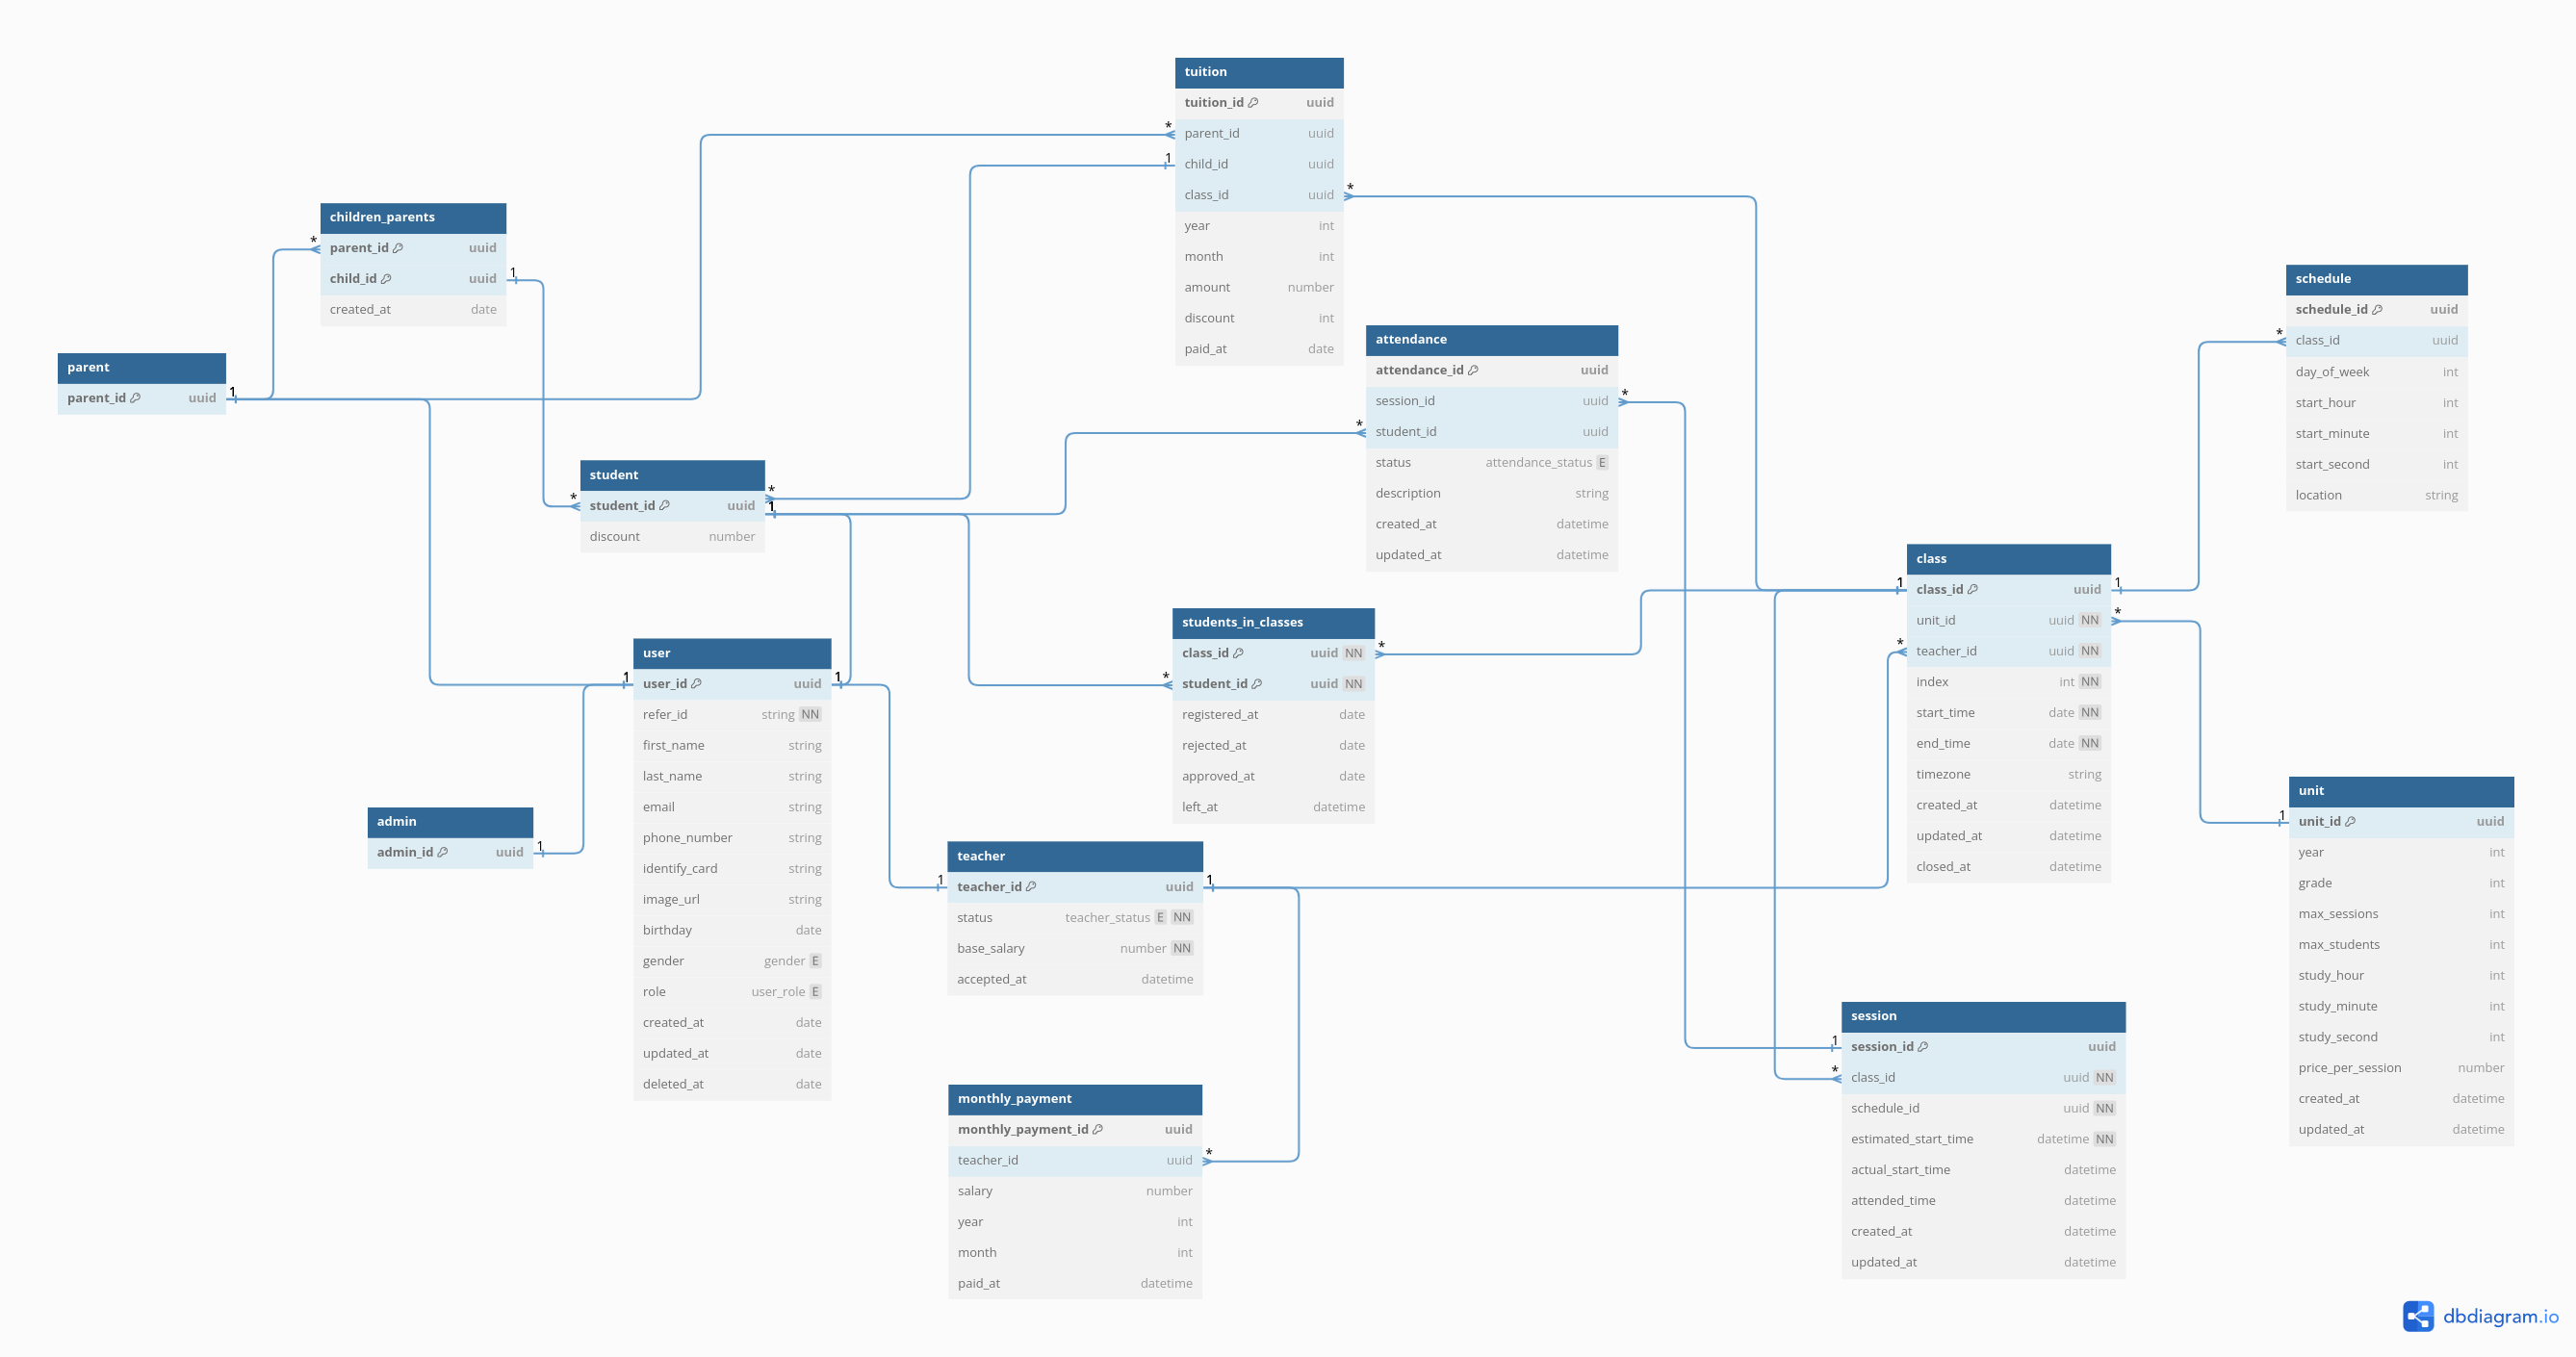 tuition
tuition_id uuid
parent_id uuid
child_id uuid
class_id uuid
year int
month int
amount number
discount int
paid_at date
children_parents
parent_id uuid
child_id uuid
created_at date
parent
parent_id uuid
student
student_id uuid
discount number
attendance
attendance_id uuid
session_id uuid
student_id uuid
status attendance_status E
description string
created_at datetime
updated_at datetime
schedule
schedule_id uuid
class_id uuid
day_of_week int
start_hour int
start_minute int
start_second int
location string
class
class_id uuid
unit_id uuid NN
teacher_id uuid NN
index int NN
start_time date NN
end_time date NN
timezone string
created_at datetime
updated_at datetime
closed_at datetime
students_in_classes
class_id uuid NN
student_id uuid NN
registered_at date
rejected_at date
approved_at date
left_at datetime
user
user_id uuid
refer_id string NN
first_name string
last_name string
email string
phone_number string
identify_card string
image_url string
birthday date
gender gender E
role user_role E
created_at date
updated_at date
deleted_at date
admin
admin_id uuid
teacher
teacher_id uuid
status teacher_status E NN
base_salary number NN
accepted_at datetime
unit
unit_id uuid
year int
grade int
max_sessions int
max_students int
study_hour int
study_minute int
study_second int
price_per_session number
created_at datetime
updated_at datetime
session
session_id uuid
class_id uuid NN
schedule_id uuid NN
estimated_start_time datetime NN
actual_start_time datetime
attended_time datetime
created_at datetime
updated_at datetime
monthly_payment
monthly_payment_id uuid
teacher_id uuid
salary number
year int
month int
paid_at datetime
dbdiagram.io